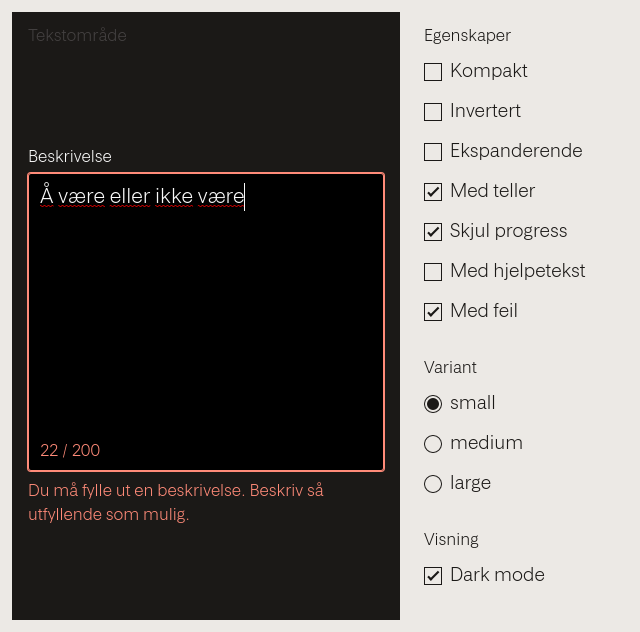 Tekstområde
Beskrivelse
Å være eller ikke være
22 / 200
Du må fylle ut en beskrivelse. Beskriv så
utfyllende som mulig.
Egenskaper
Kompakt
Invertert
Ekspanderende
Med teller
Skjul progress
Med hjelpetekst
Med feil
Variant
small
medium
large
Visning
Dark mode